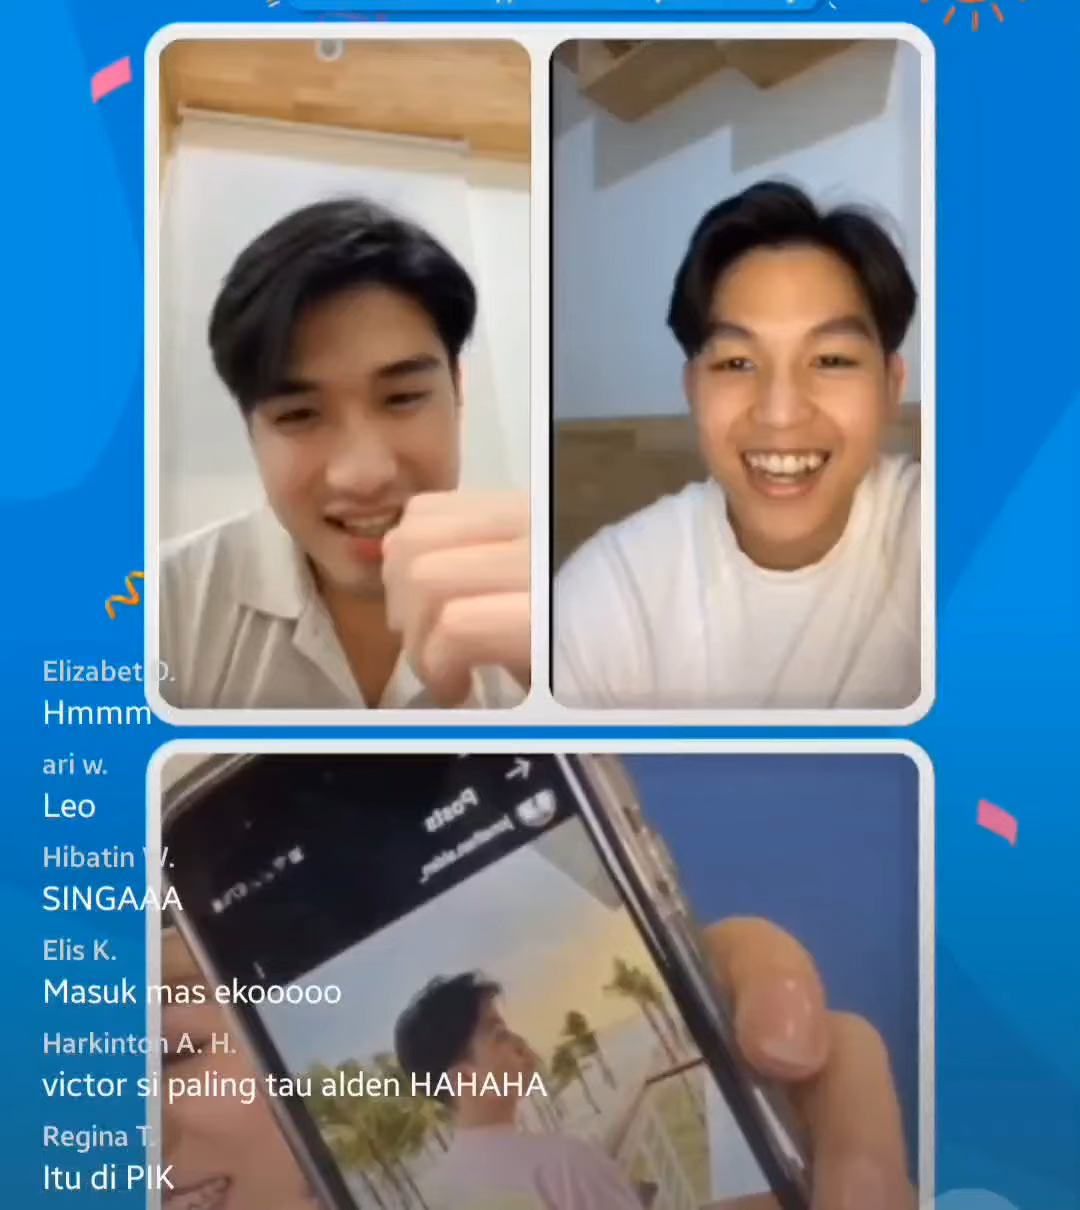 Elizabet D.
Hmmm
ari w.
Leo
Hibatin W.
SINGAAA
Elis K.
Masuk mas ekooooo
Harkinton A. H.
victor si paling tau alden HAHAHA
Regina T.
Itu di PIK
Posts